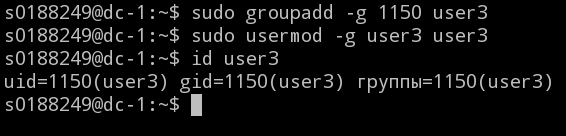 s0188249@dc-1:~$ sudo groupadd -g 1150 user3
s0188249@dc-1:~$ sudo usermod -g user3 user3
s0188249@dc-1:~$ id user3
uid=1150(user3) gid=1150(user3) группы=1150(user3)
s0188249@dc-1:~$